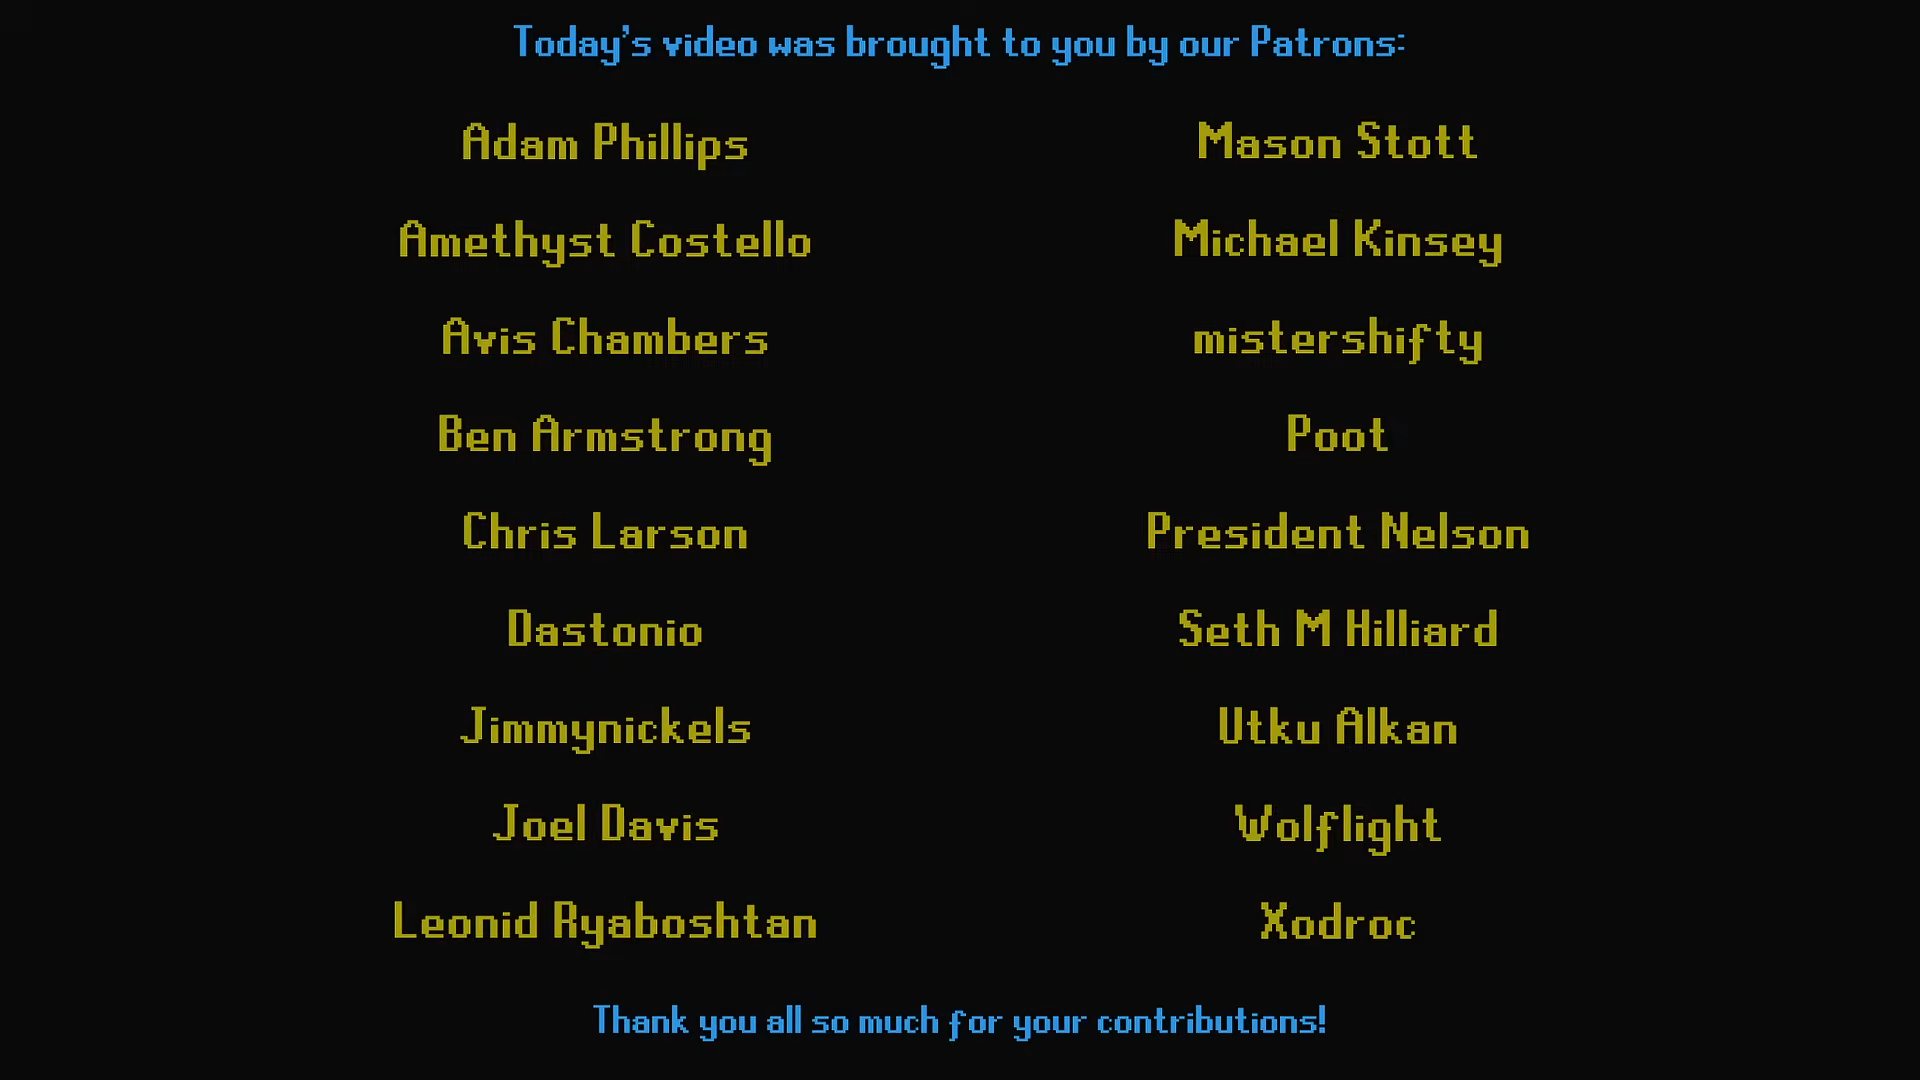 Today's video was brought to you by our Patrons:
Adam Phillips
Amethyst Costello
Avis Chambers
Ben Armstrong
Chris Larson
Dastonio
Jimmynickels
Joel Davis
Leonid Ryaboshtan
Mason Stott
Michael Kinsey
mistershifty
Poot
President Nelson
Seth M Hilliard
Utku Alkan
Wolflight
Xodroc
Thank you all so much for your contributions!